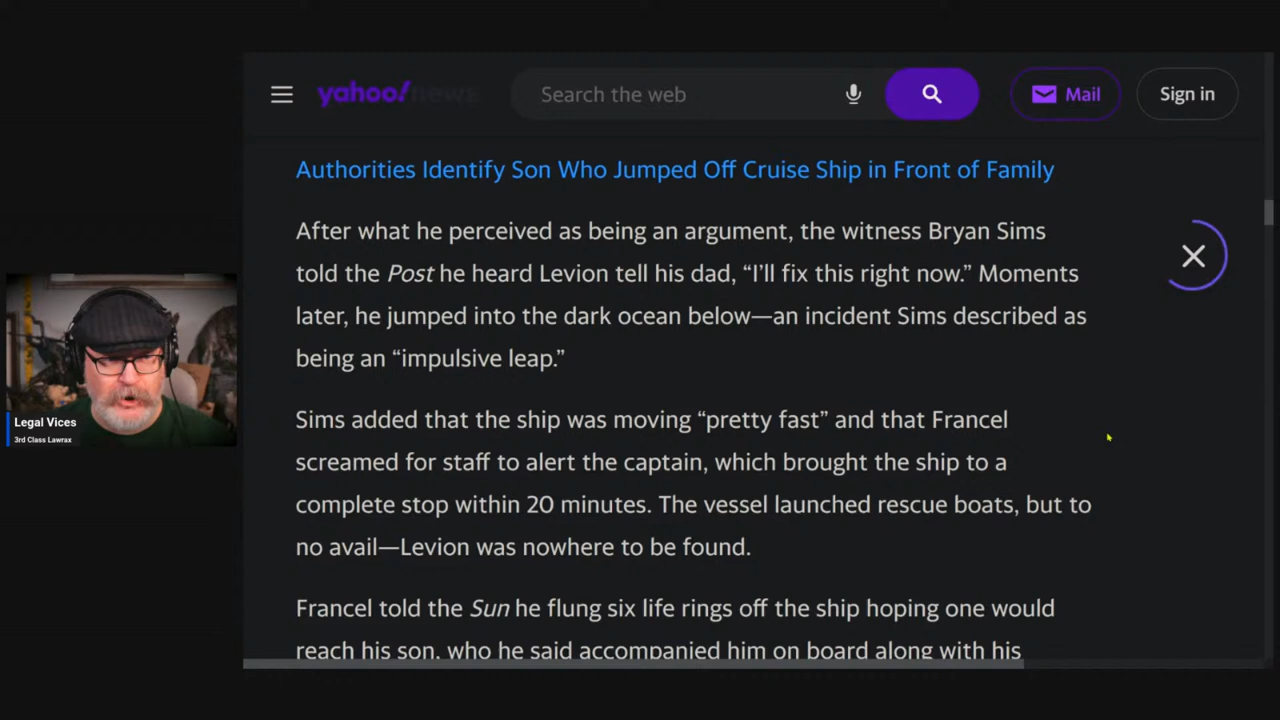 yahoo!news
Search the web
Mail
Sign in
Authorities Identify Son Who Jumped Off Cruise Ship in Front of Family
After what he perceived as being an argument, the witness Bryan Sims
told the Post he heard Levion tell his dad, “I’ll fix this right now.” Moments
later, he jumped into the dark ocean below—an incident Sims described as
being an “impulsive leap.”
Sims added that the ship was moving “pretty fast” and that Francel
screamed for staff to alert the captain, which brought the ship to a
complete stop within 20 minutes. The vessel launched rescue boats, but to
no avail—Levion was nowhere to be found.
Francel told the Sun he flung six life rings off the ship hoping one would
reach his son, who he said accompanied him on board along with his
Legal Vices
3rd Class Lawrax